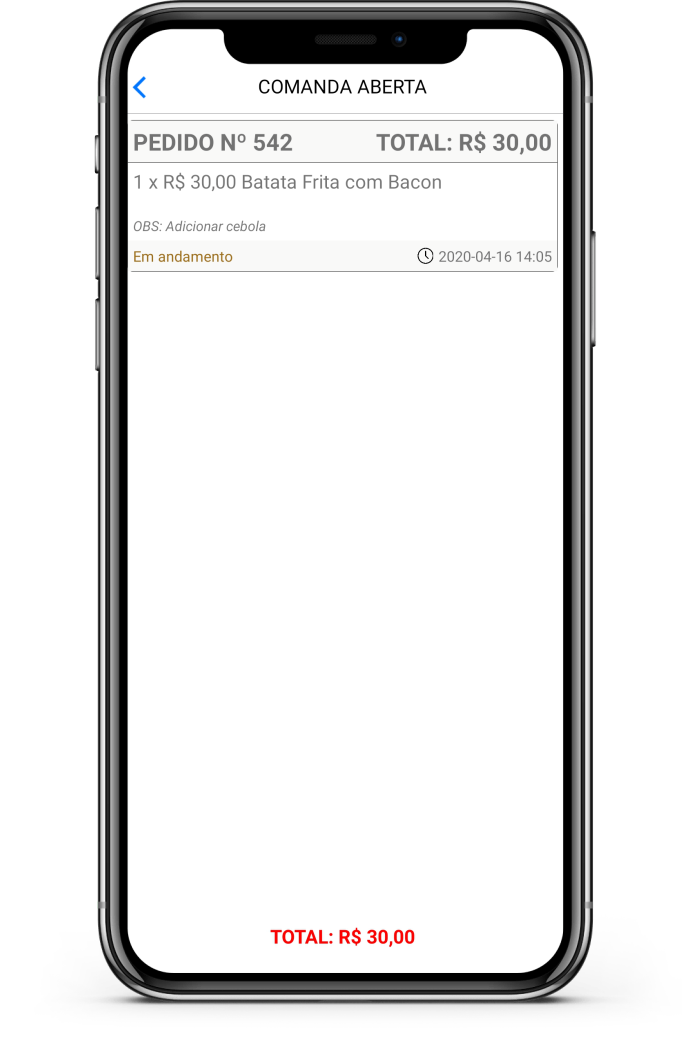 COMANDA ABERTA
PEDIDO Nº 542 TOTAL: R$ 30,00
1 x R$ 30,00 Batata Frita com Bacon
OBS: Adicionar cebola
Em andamento 2020-04-16 14:05
TOTAL: R$ 30,00